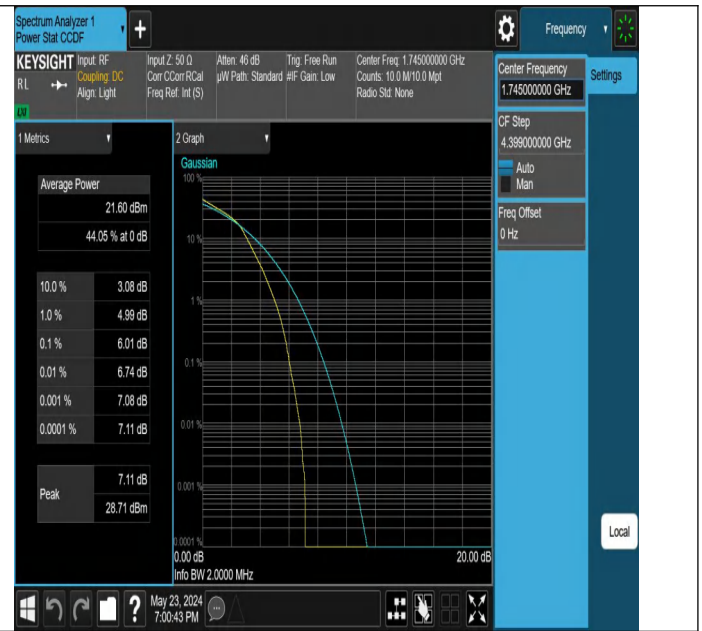 Spectrum Analyzer 1
Power Stat CCDF
+
Frequency
KEYSIGHT
RL
LXI
Input: RF
Coupling: DC
Align: Light
Input Z: 50 Ω
Corr CCorr RCal
Freq Ref: Int (S)
Atten: 46 dB
µW Path: Standard
Trig: Free Run
#IF Gain: Low
Center Freq: 1.745000000 GHz
Counts: 10.0 M/10.0 Mpt
Radio Std: None
Center Frequency
1.745000000 GHz
Settings
CF Step
4.399000000 GHz
Auto
Man
Freq Offset
0 Hz
1 Metrics
Average Power
21.60 dBm
44.05 % at 0 dB
10.0 % 3.08 dB
1.0 % 4.99 dB
0.1 % 6.01 dB
0.01 % 6.74 dB
0.001 % 7.08 dB
0.0001 % 7.11 dB
Peak
7.11 dB
28.71 dBm
2 Graph
Gaussian
100 %
10 %
1 %
0.1 %
0.01 %
0.001 %
0.0001 %
0.00 dB 20.00 dB
Info BW 2.0000 MHz
Local
?
May 23, 2024
7:00:43 PM